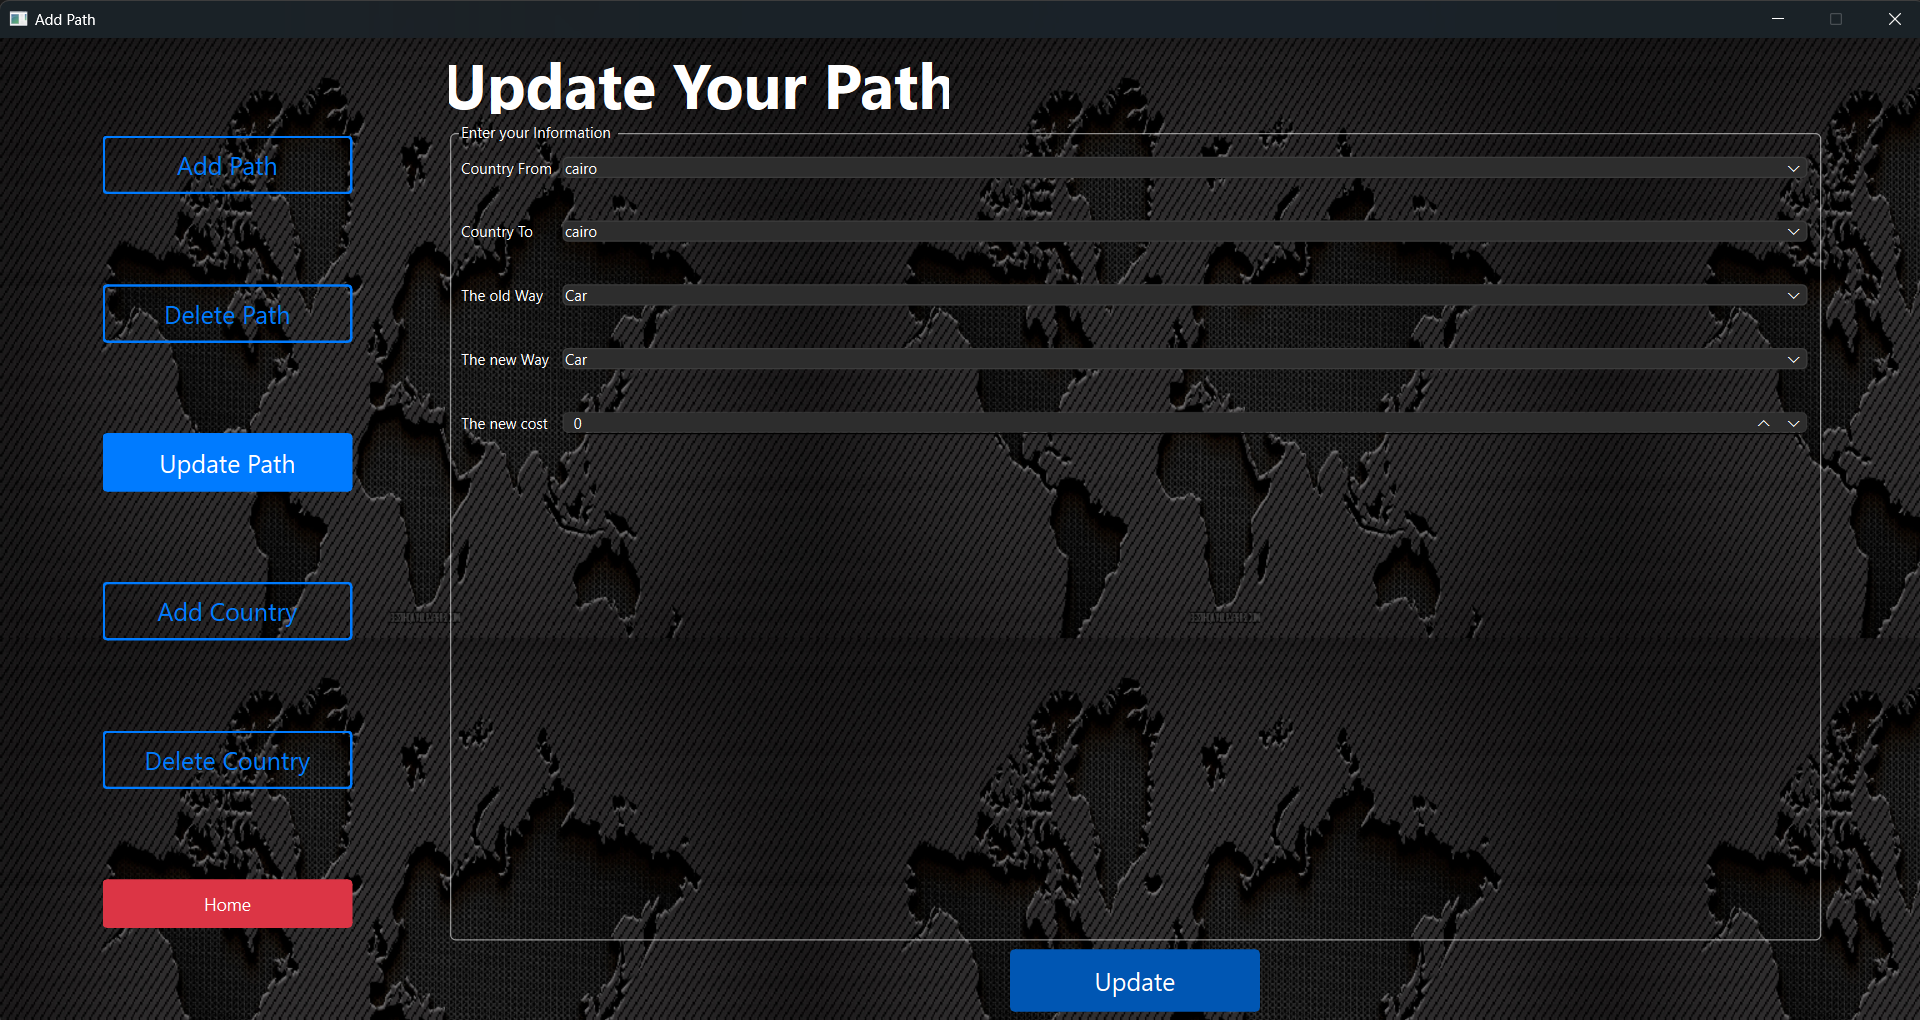 Add Path
Update Your Path
Enter your Information
Country From cairo
Country To cairo
The old Way Car
The new Way Car
The new cost 0
Add Path
Delete Path
Update Path
Add Country
Delete Country
Home
Update